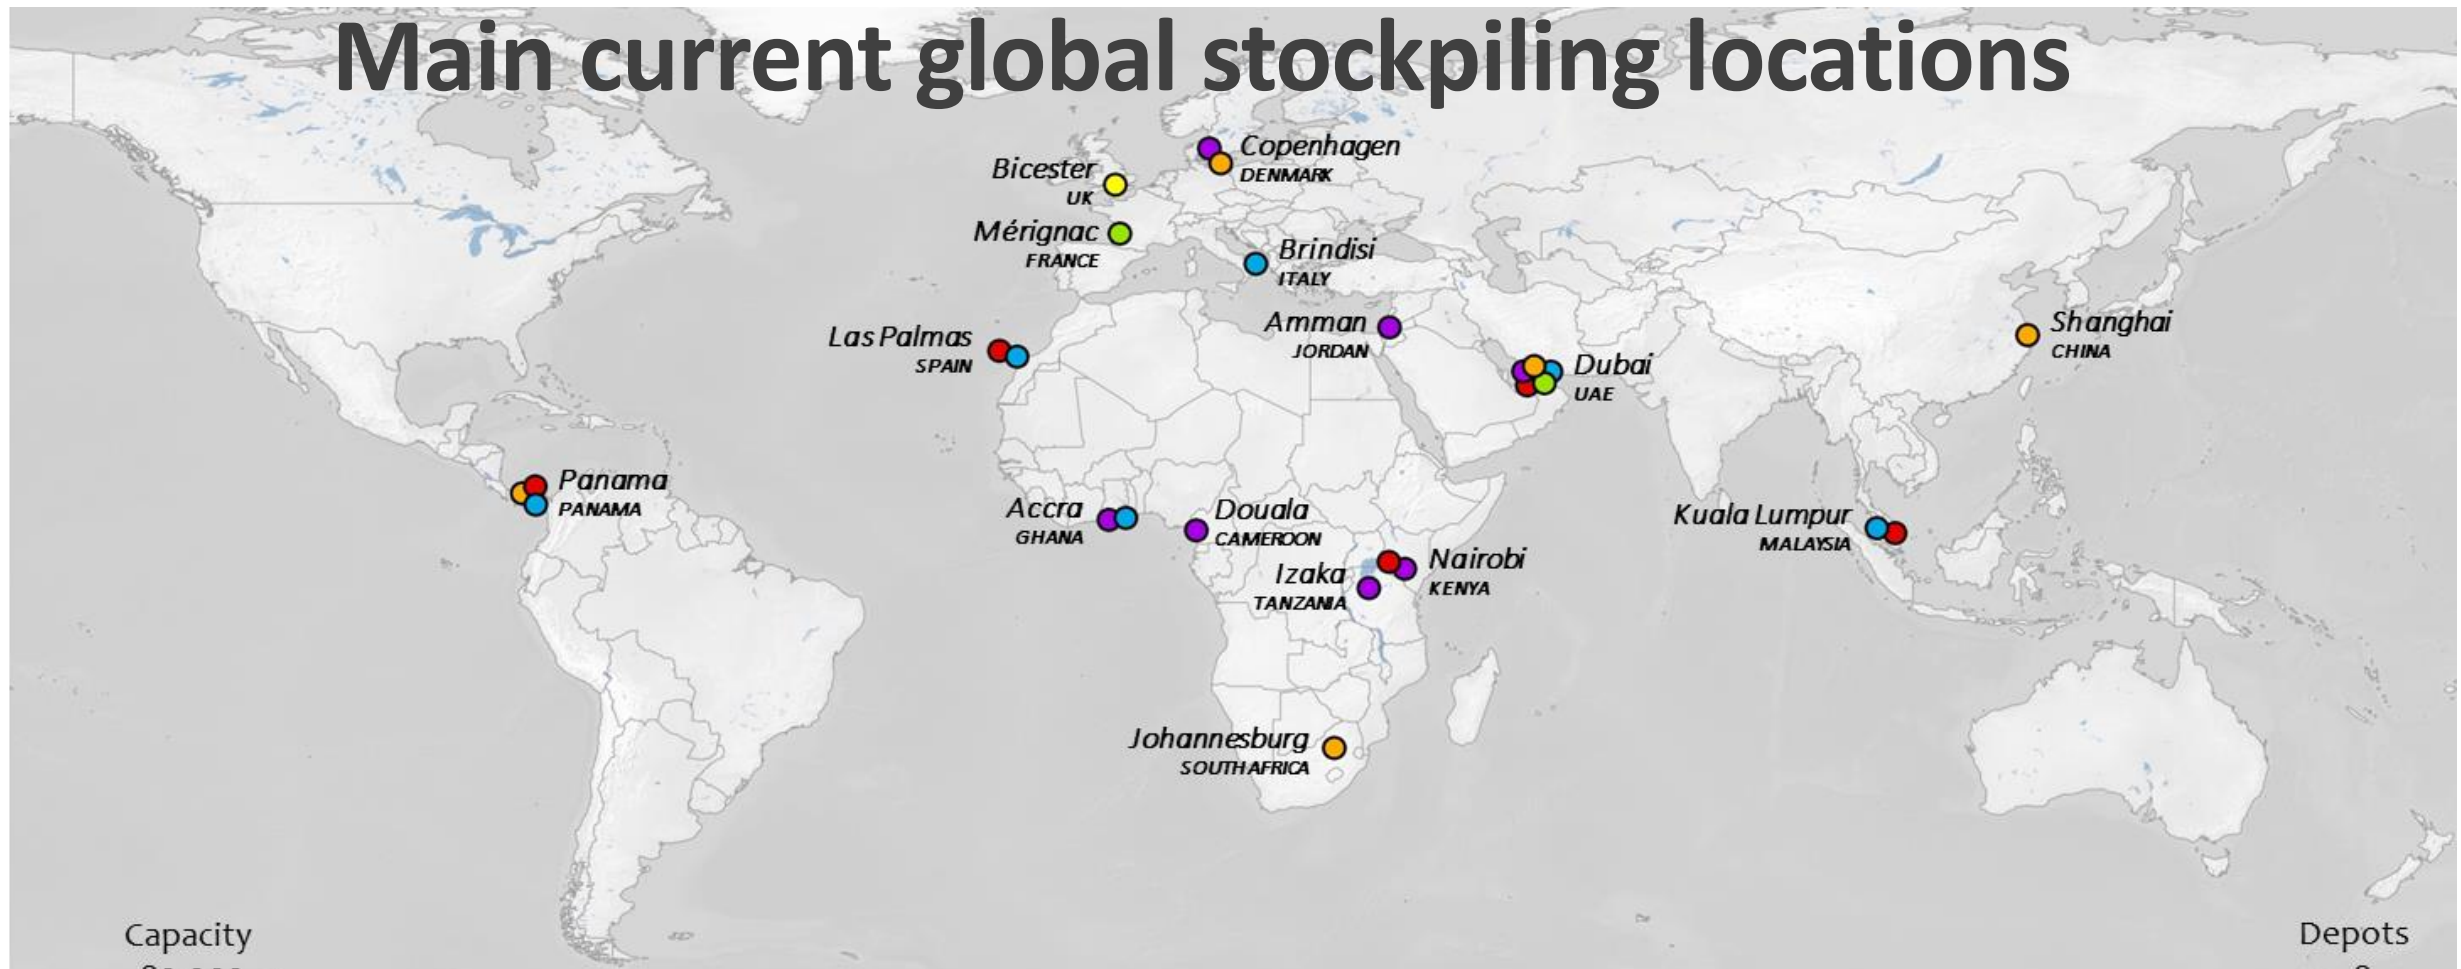 Main current global stockpiling locations
Copenhagen
DENMARK
Bicester
UK
Mérignac
FRANCE
Brindisi
ITALY
Amman
JORDAN
Las Palmas
SPAIN
Dubai
UAE
Shanghai
CHINA
Panama
PANAMA
Accra
GHANA
Douala
CAMEROON
Kuala Lumpur
MALAYSIA
Nairobi
KENYA
Izaka
TANZANIA
Johannesburg
SOUTH AFRICA
Capacity
Depots